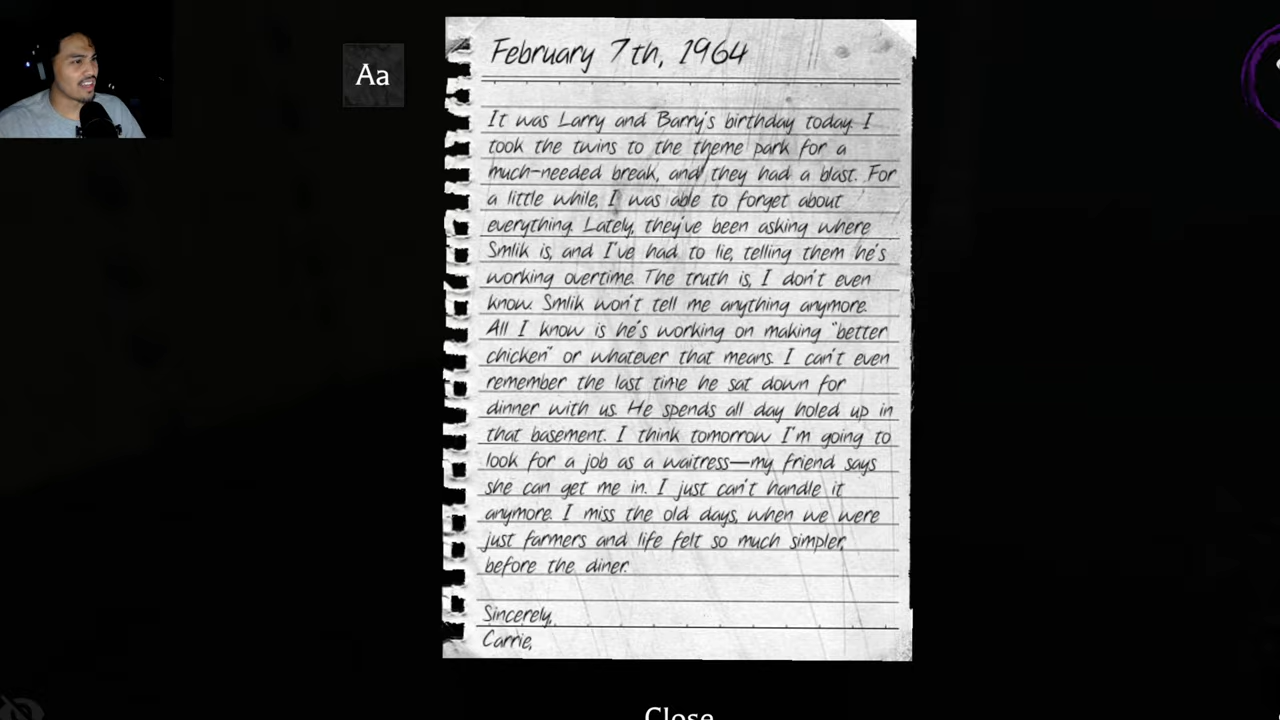 Aa
February 7th, 1964
It was Larry and Barry's birthday today. I
took the twins to the theme park for a
much-needed break, and they had a blast. For
a little while, I was able to forget about
everything. Lately, they've been asking where
Smlik is, and I've had to lie, telling them he's
working overtime. The truth is, I don't even
know. Smlik won't tell me anything anymore.
All I know is he's working on making "better
chicken" or whatever that means. I can't even
remember the last time he sat down for
dinner with us. He spends all day holed up in
that basement. I think tomorrow I'm going to
look for a job as a waitress—my friend says
she can get me in. I just can't handle it
anymore. I miss the old days, when we were
just farmers and life felt so much simpler,
before the diner.
Sincerely,
Carrie,
Close